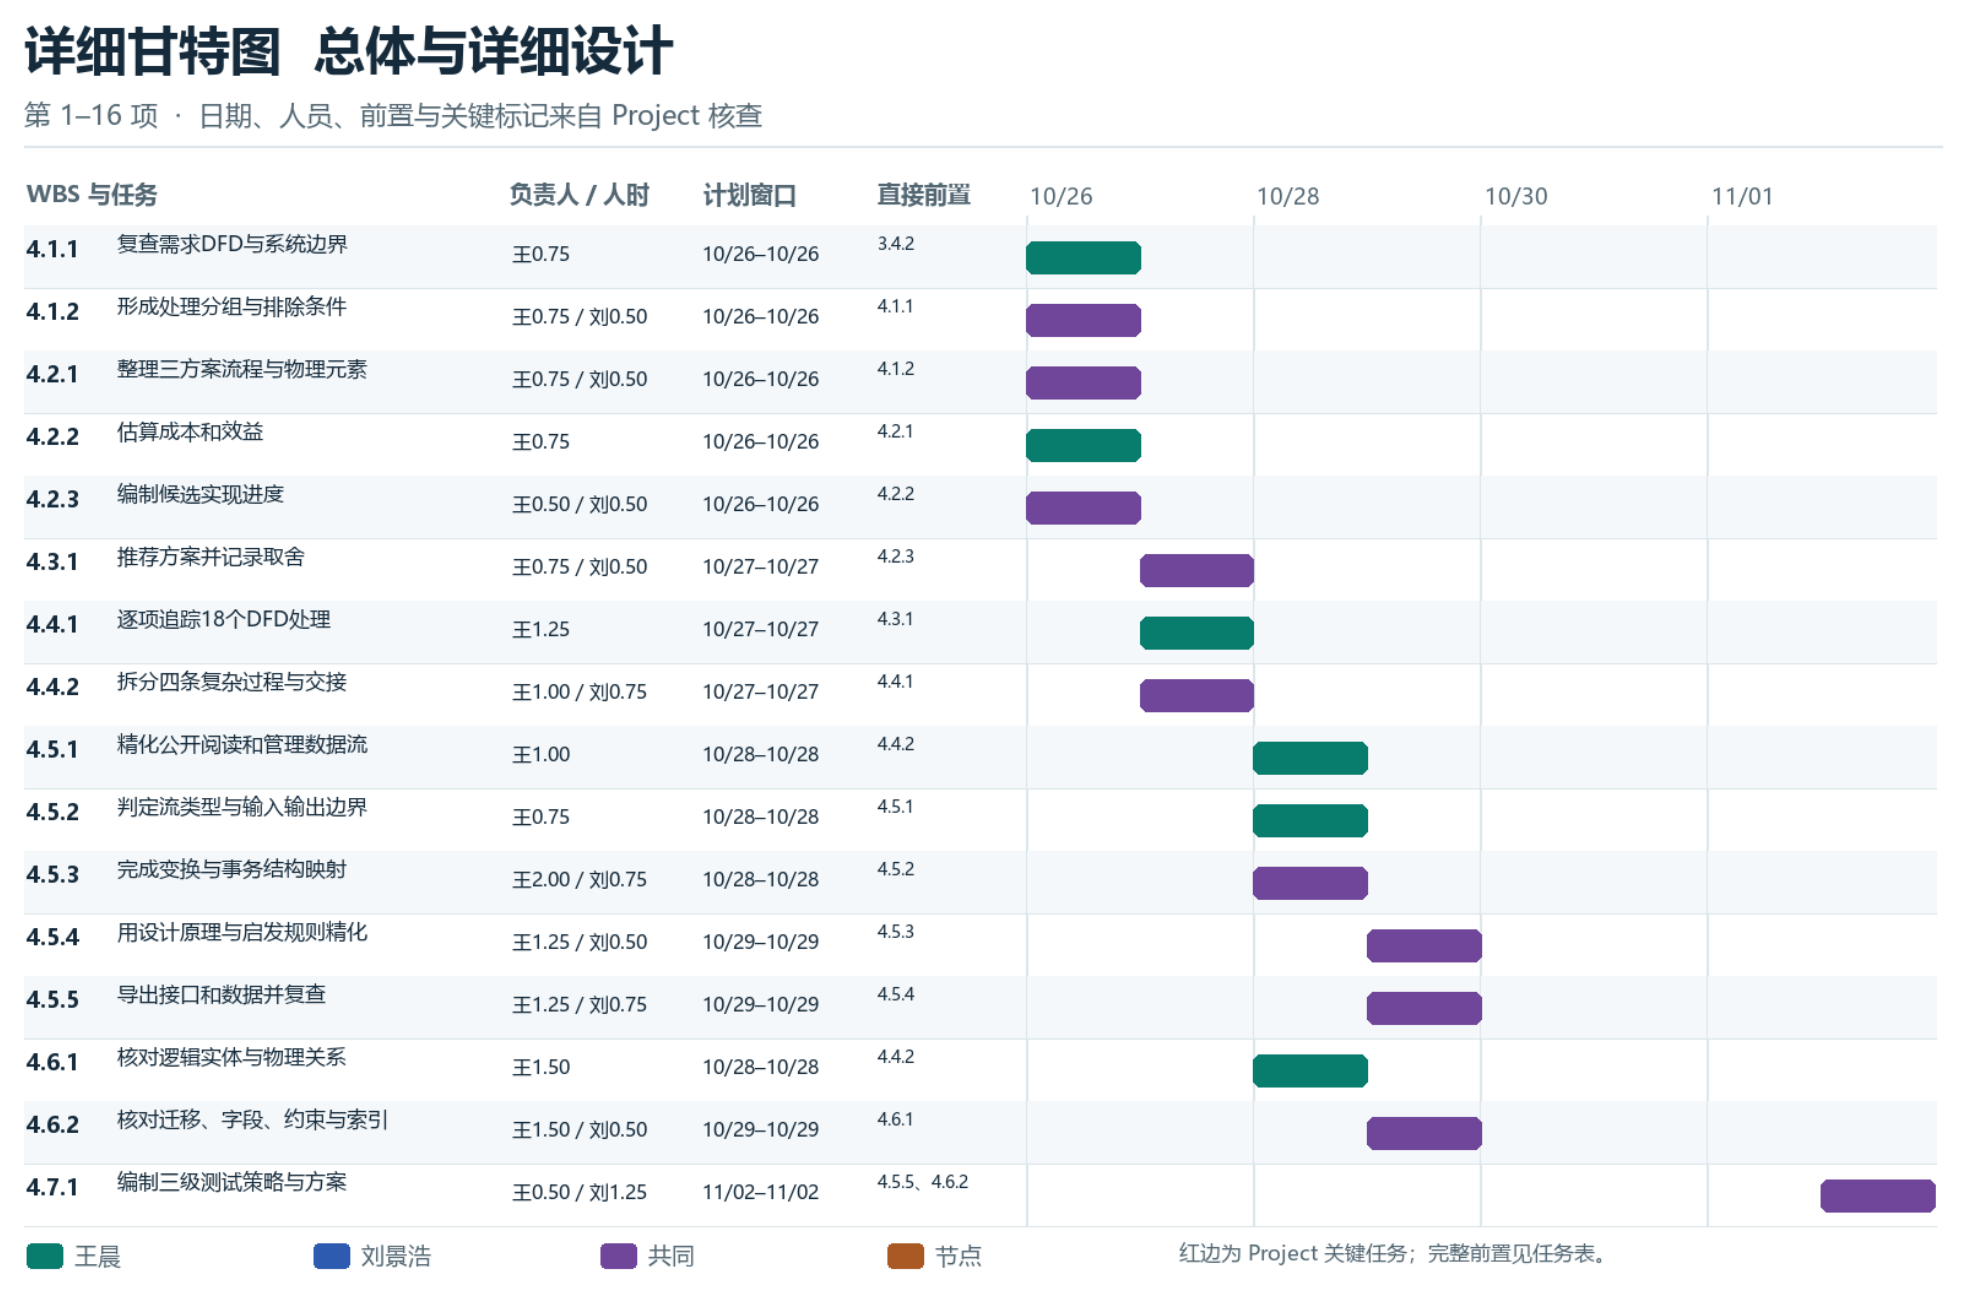 详细甘特图 总体与详细设计
第 1–16 项 · 日期、人员、前置与关键标记来自 Project 核查
WBS 与任务 负责人 / 人时 计划窗口 直接前置 10/26 10/28 10/30 11/01
4.1.1 复查需求DFD与系统边界 王0.75 10/26–10/26 3.4.2
4.1.2 形成处理分组与排除条件 王0.75 / 刘0.50 10/26–10/26 4.1.1
4.2.1 整理三方案流程与物理元素 王0.75 / 刘0.50 10/26–10/26 4.1.2
4.2.2 估算成本和效益 王0.75 10/26–10/26 4.2.1
4.2.3 编制候选实现进度 王0.50 / 刘0.50 10/26–10/26 4.2.2
4.3.1 推荐方案并记录取舍 王0.75 / 刘0.50 10/27–10/27 4.2.3
4.4.1 逐项追踪18个DFD处理 王1.25 10/27–10/27 4.3.1
4.4.2 拆分四条复杂过程与交接 王1.00 / 刘0.75 10/27–10/27 4.4.1
4.5.1 精化公开阅读和管理数据流 王1.00 10/28–10/28 4.4.2
4.5.2 判定流类型与输入输出边界 王0.75 10/28–10/28 4.5.1
4.5.3 完成变换与事务结构映射 王2.00 / 刘0.75 10/28–10/28 4.5.2
4.5.4 用设计原理与启发规则精化 王1.25 / 刘0.50 10/29–10/29 4.5.3
4.5.5 导出接口和数据并复查 王1.25 / 刘0.75 10/29–10/29 4.5.4
4.6.1 核对逻辑实体与物理关系 王1.50 10/28–10/28 4.4.2
4.6.2 核对迁移、字段、约束与索引 王1.50 / 刘0.50 10/29–10/29 4.6.1
4.7.1 编制三级测试策略与方案 王0.50 / 刘1.25 11/02–11/02 4.5.5、4.6.2
王晨 刘景浩 共同 节点 红边为 Project 关键任务；完整前置见任务表。